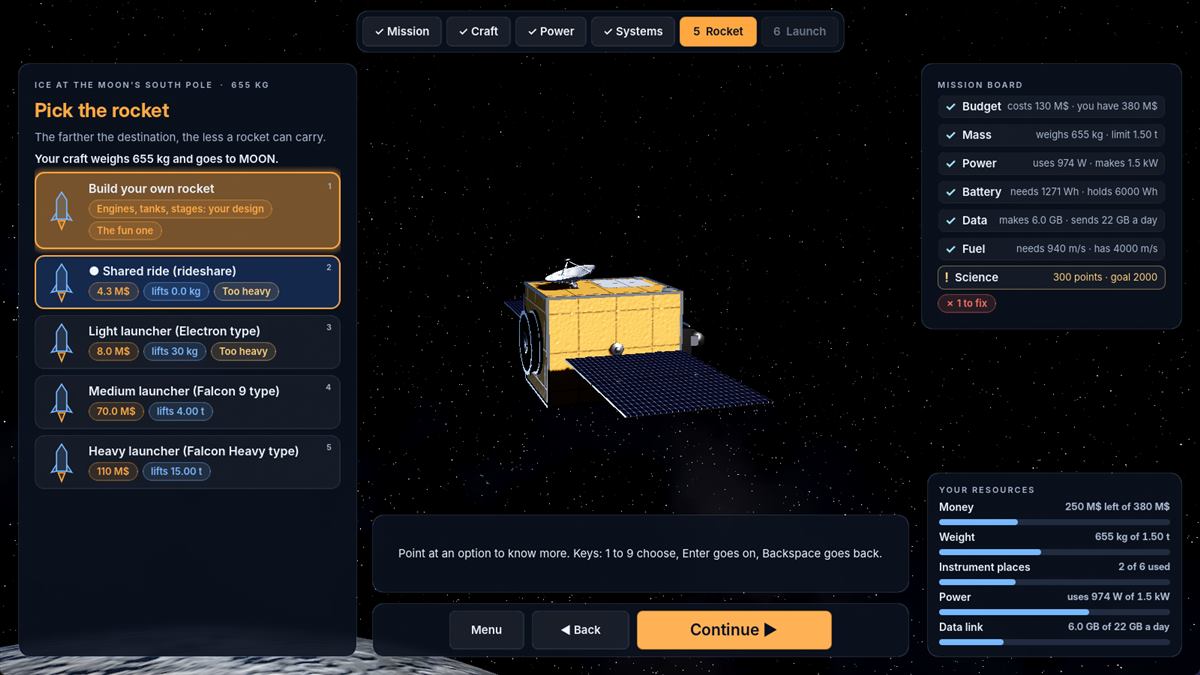 ✓ Mission
✓ Craft
✓ Power
✓ Systems
5 Rocket
6 Launch
ICE AT THE MOON'S SOUTH POLE · 655 KG
Pick the rocket
The farther the destination, the less a rocket can carry.
Your craft weighs 655 kg and goes to MOON.
Build your own rocket 1
Engines, tanks, stages: your design
The fun one
● Shared ride (rideshare) 2
4.3 M$ lifts 0.0 kg Too heavy
Light launcher (Electron type) 3
8.0 M$ lifts 30 kg Too heavy
Medium launcher (Falcon 9 type) 4
70.0 M$ lifts 4.00 t
Heavy launcher (Falcon Heavy type) 5
110 M$ lifts 15.00 t
Point at an option to know more. Keys: 1 to 9 choose, Enter goes on, Backspace goes back.
Menu
◀ Back
Continue ▶
MISSION BOARD
✓ Budget costs 130 M$ · you have 380 M$
✓ Mass weighs 655 kg · limit 1.50 t
✓ Power uses 974 W · makes 1.5 kW
✓ Battery needs 1271 Wh · holds 6000 Wh
✓ Data makes 6.0 GB · sends 22 GB a day
✓ Fuel needs 940 m/s · has 4000 m/s
! Science 300 points · goal 2000
× 1 to fix
YOUR RESOURCES
Money 250 M$ left of 380 M$
Weight 655 kg of 1.50 t
Instrument places 2 of 6 used
Power uses 974 W of 1.5 kW
Data link 6.0 GB of 22 GB a day